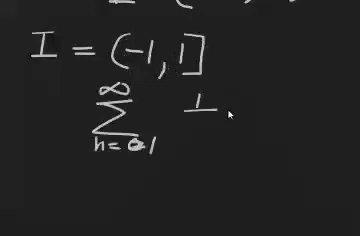 I = (-1, 1]
∞
∑ 1
n = 1